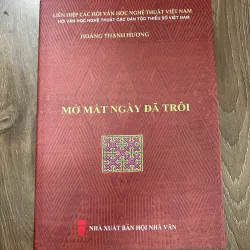 LIÊN HIỆP CÁC HỘI VĂN HỌC NGHỆ THUẬT VIỆT NAM
HỘI VĂN HỌC NGHỆ THUẬT CÁC DÂN TỘC THIỂU SỐ VIỆT NAM
HOÀNG THANH HƯƠNG
MỞ MẮT NGÀY ĐÃ TRÔI
NHÀ XUẤT BẢN HỘI NHÀ VĂN